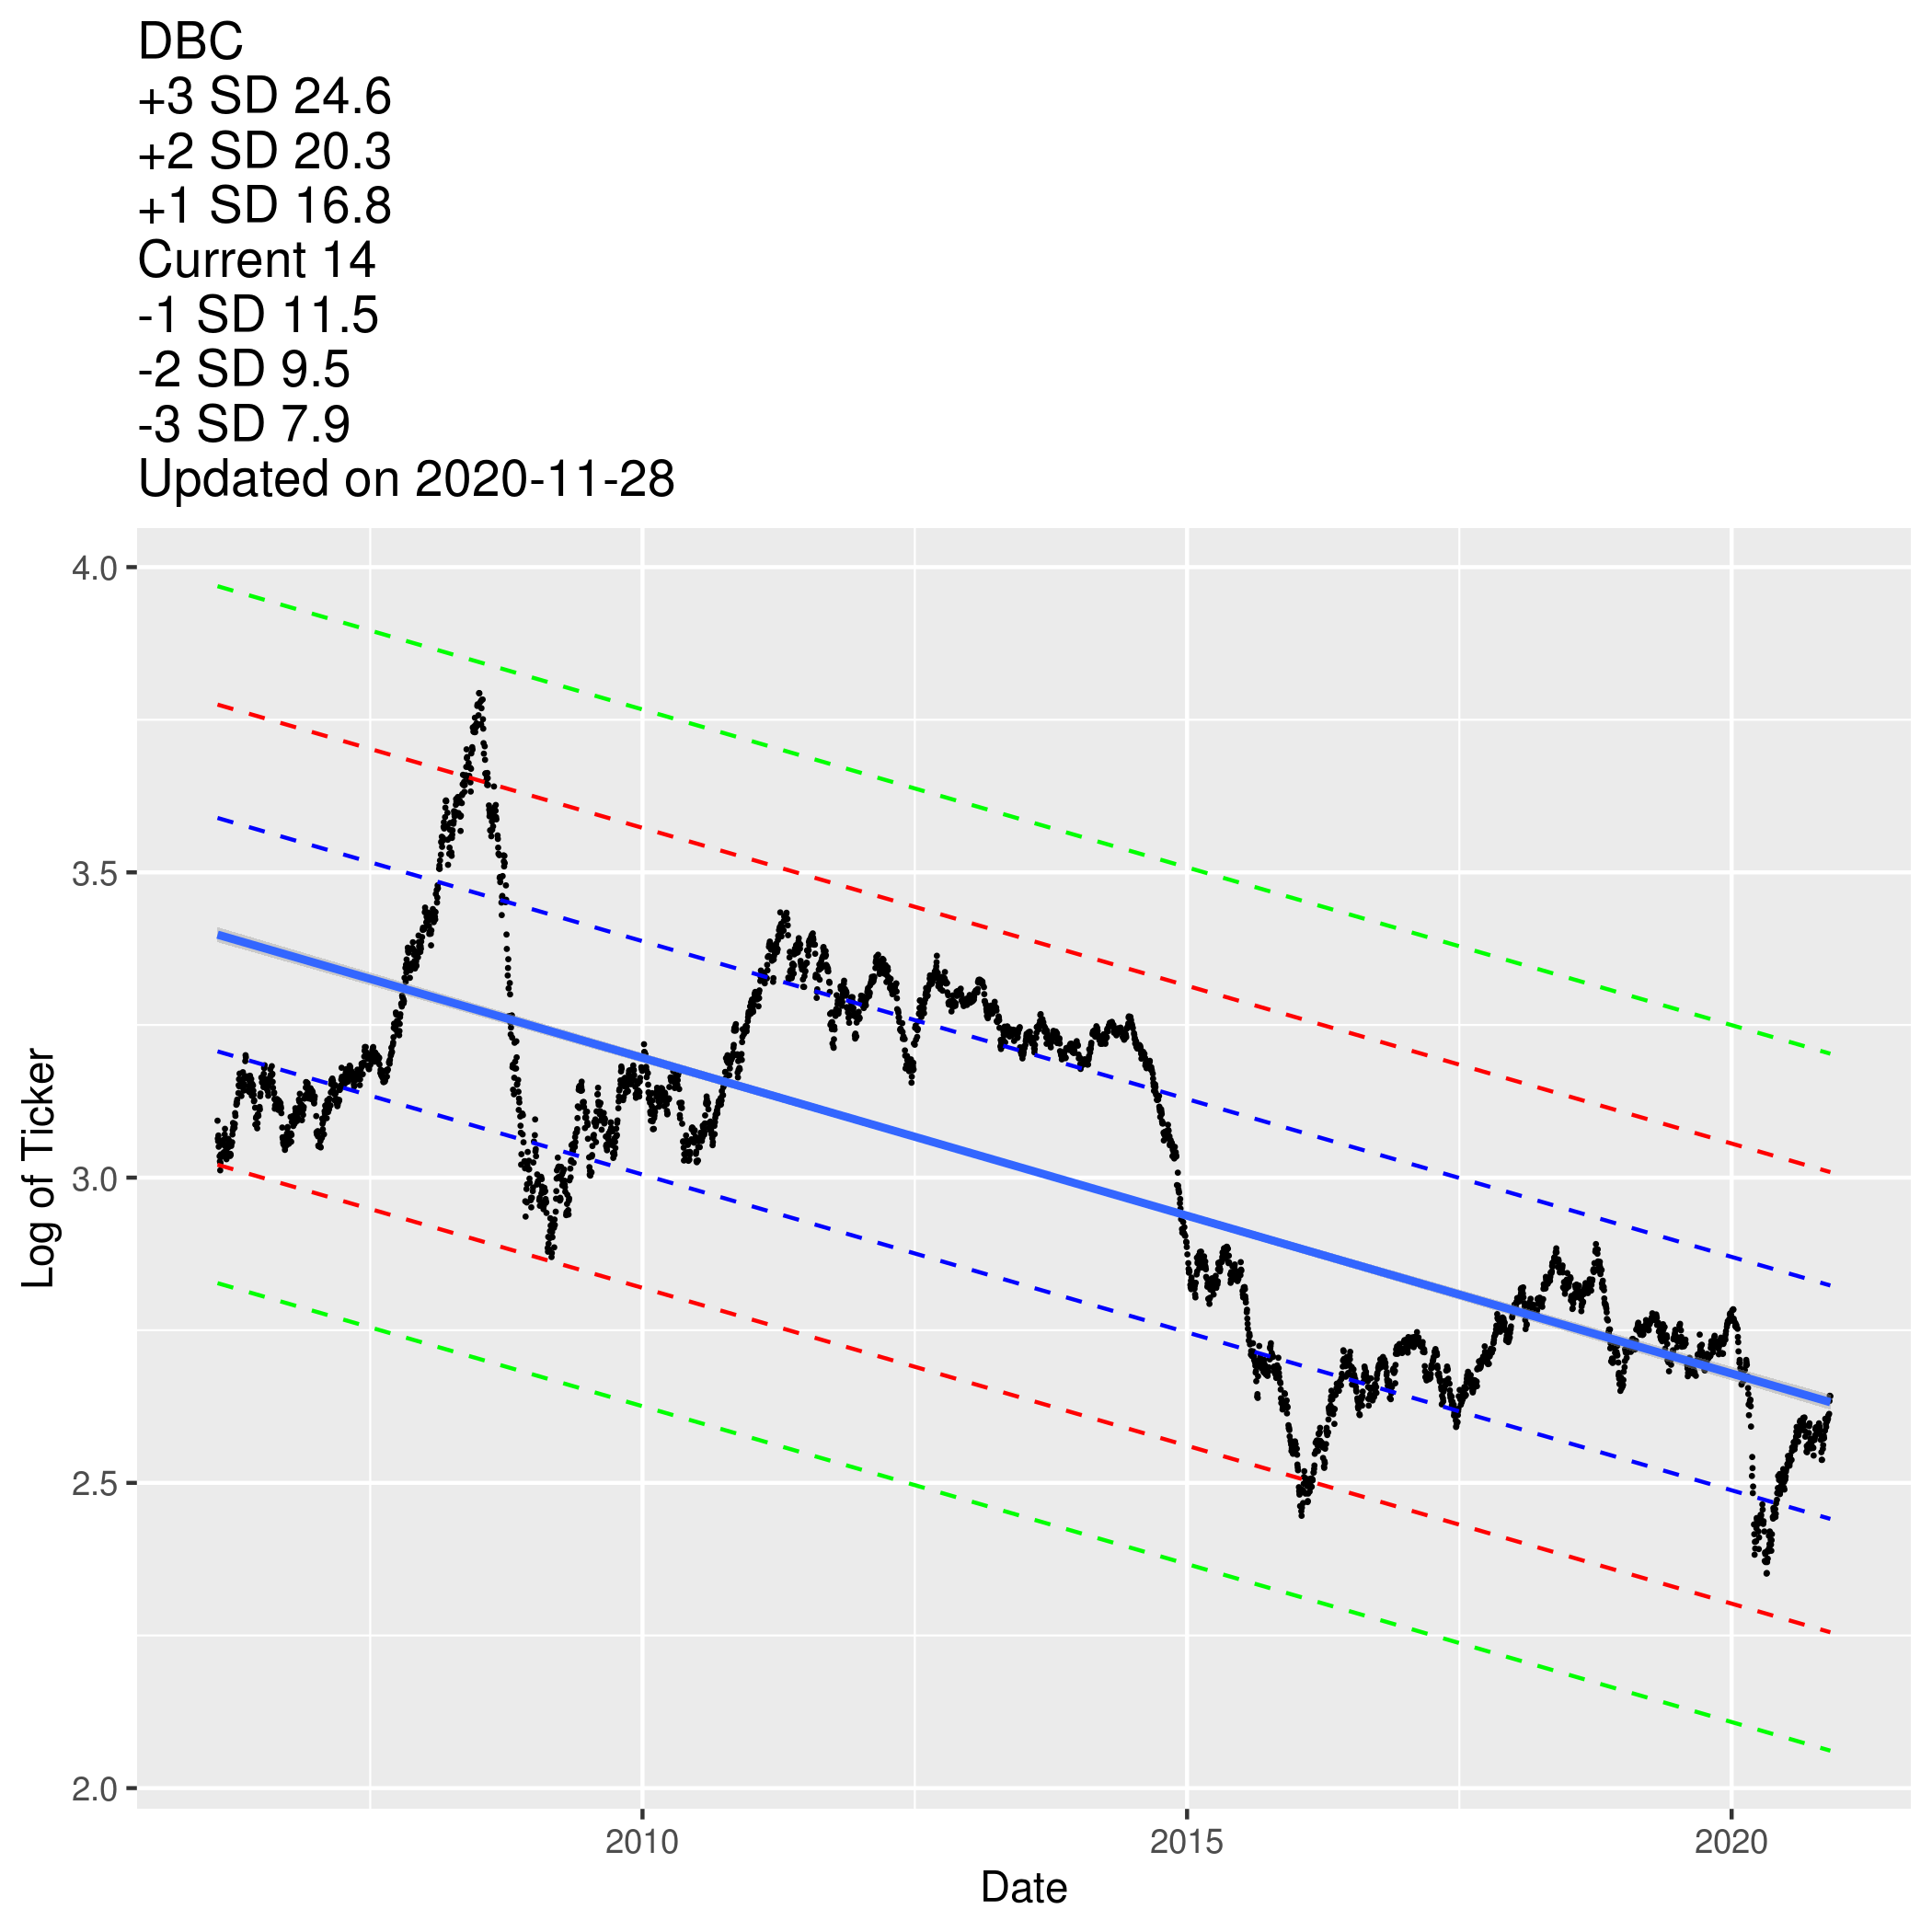 DBC
+3 SD 24.6
+2 SD 20.3
+1 SD 16.8
Current 14
-1 SD 11.5
-2 SD 9.5
-3 SD 7.9
Updated on 2020-11-28
4.0
3.5
3.0
2.5
2.0
Log of Ticker
2010
2015
2020
Date